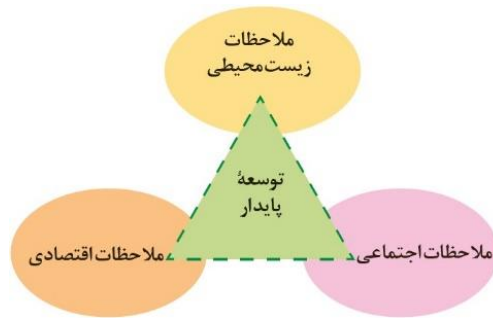 ملاحظات
زیست‌محیطی
توسعهٔ
پایدار
ملاحظات اجتماعی
ملاحظات اقتصادی